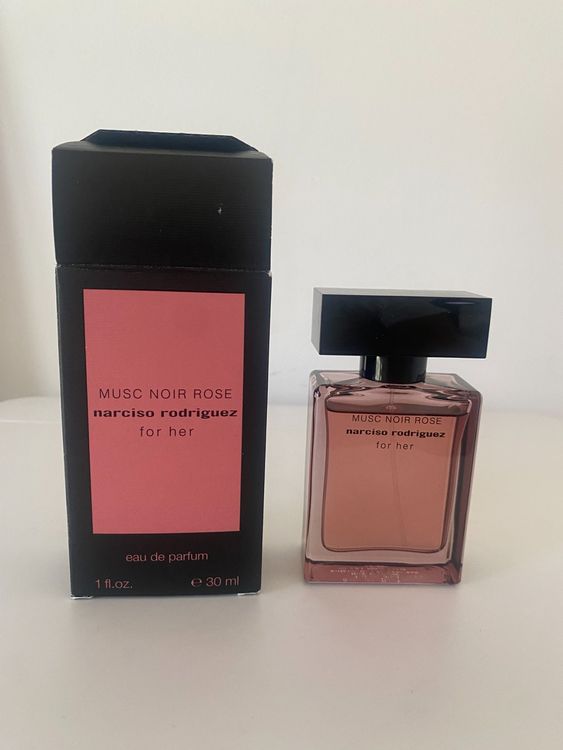 MUSC NOIR ROSE
narciso rodriguez
for her
eau de parfum
1 fl.oz. ℮ 30 ml
MUSC NOIR ROSE
narciso rodriguez
for her